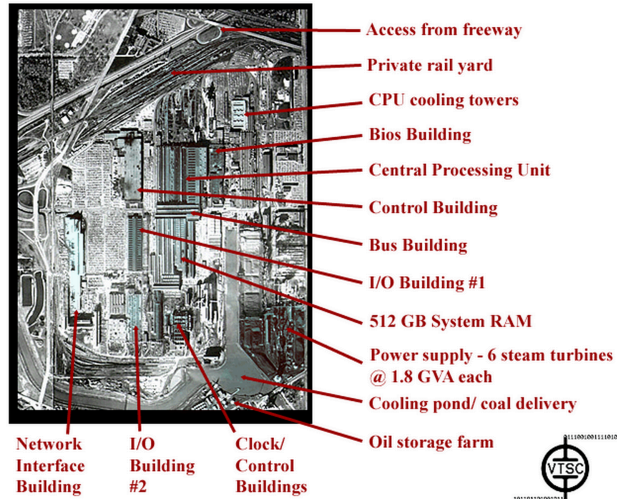 Access from freeway
Private rail yard
CPU cooling towers
Bios Building
Central Processing Unit
Control Building
Bus Building
I/O Building #1
512 GB System RAM
Power supply - 6 steam turbines
@ 1.8 GVA each
Cooling pond/ coal delivery
Oil storage farm
Network
Interface
Building
I/O
Building
#2
Clock/
Control
Buildings
VTSC